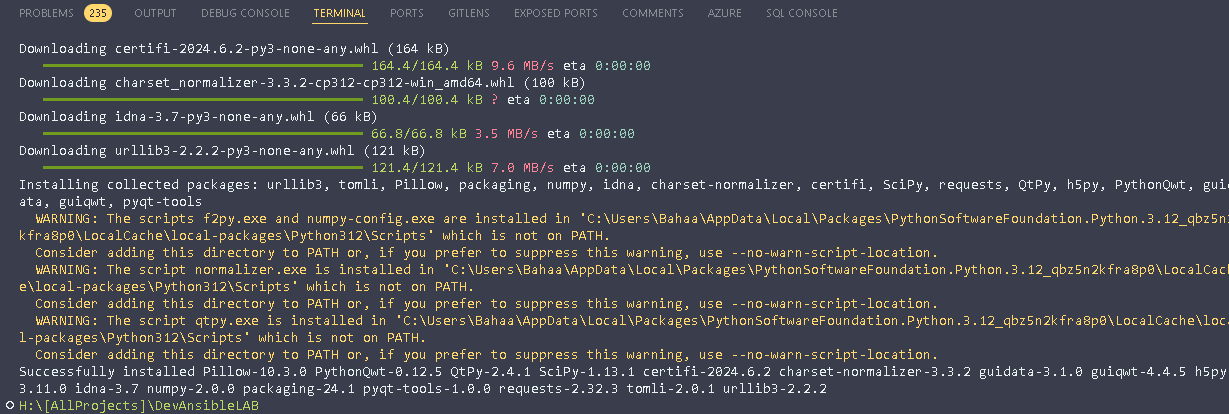 PROBLEMS 235 OUTPUT DEBUG CONSOLE TERMINAL PORTS GITLENS EXPOSED PORTS COMMENTS AZURE SQL CONSOLE
Downloading certifi-2024.6.2-py3-none-any.whl (164 kB)
164.4/164.4 kB 9.6 MB/s eta 0:00:00
Downloading charset_normalizer-3.3.2-cp312-cp312-win_amd64.whl (100 kB)
100.4/100.4 kB ? eta 0:00:00
Downloading idna-3.7-py3-none-any.whl (66 kB)
66.8/66.8 kB 3.5 MB/s eta 0:00:00
Downloading urllib3-2.2.2-py3-none-any.whl (121 kB)
121.4/121.4 kB 7.0 MB/s eta 0:00:00
Installing collected packages: urllib3, tomli, Pillow, packaging, numpy, idna, charset-normalizer, certifi, SciPy, requests, QtPy, h5py, PythonQwt, guid
ata, guiqwt, pyqt-tools
WARNING: The scripts f2py.exe and numpy-config.exe are installed in 'C:\Users\Bahaa\AppData\Local\Packages\PythonSoftwareFoundation.Python.3.12_qbz5n2
kfra8p0\LocalCache\local-packages\Python312\Scripts' which is not on PATH.
Consider adding this directory to PATH or, if you prefer to suppress this warning, use --no-warn-script-location.
WARNING: The script normalizer.exe is installed in 'C:\Users\Bahaa\AppData\Local\Packages\PythonSoftwareFoundation.Python.3.12_qbz5n2kfra8p0\LocalCach
e\local-packages\Python312\Scripts' which is not on PATH.
Consider adding this directory to PATH or, if you prefer to suppress this warning, use --no-warn-script-location.
WARNING: The script qtpy.exe is installed in 'C:\Users\Bahaa\AppData\Local\Packages\PythonSoftwareFoundation.Python.3.12_qbz5n2kfra8p0\LocalCache\loca
l-packages\Python312\Scripts' which is not on PATH.
Consider adding this directory to PATH or, if you prefer to suppress this warning, use --no-warn-script-location.
Successfully installed Pillow-10.3.0 PythonQwt-0.12.5 QtPy-2.4.1 SciPy-1.13.1 certifi-2024.6.2 charset-normalizer-3.3.2 guidata-3.1.0 guiqwt-4.4.5 h5py-
3.11.0 idna-3.7 numpy-2.0.0 packaging-24.1 pyqt-tools-1.0.0 requests-2.32.3 tomli-2.0.1 urllib3-2.2.2
H:\[AllProjects]\DevAnsibleLAB